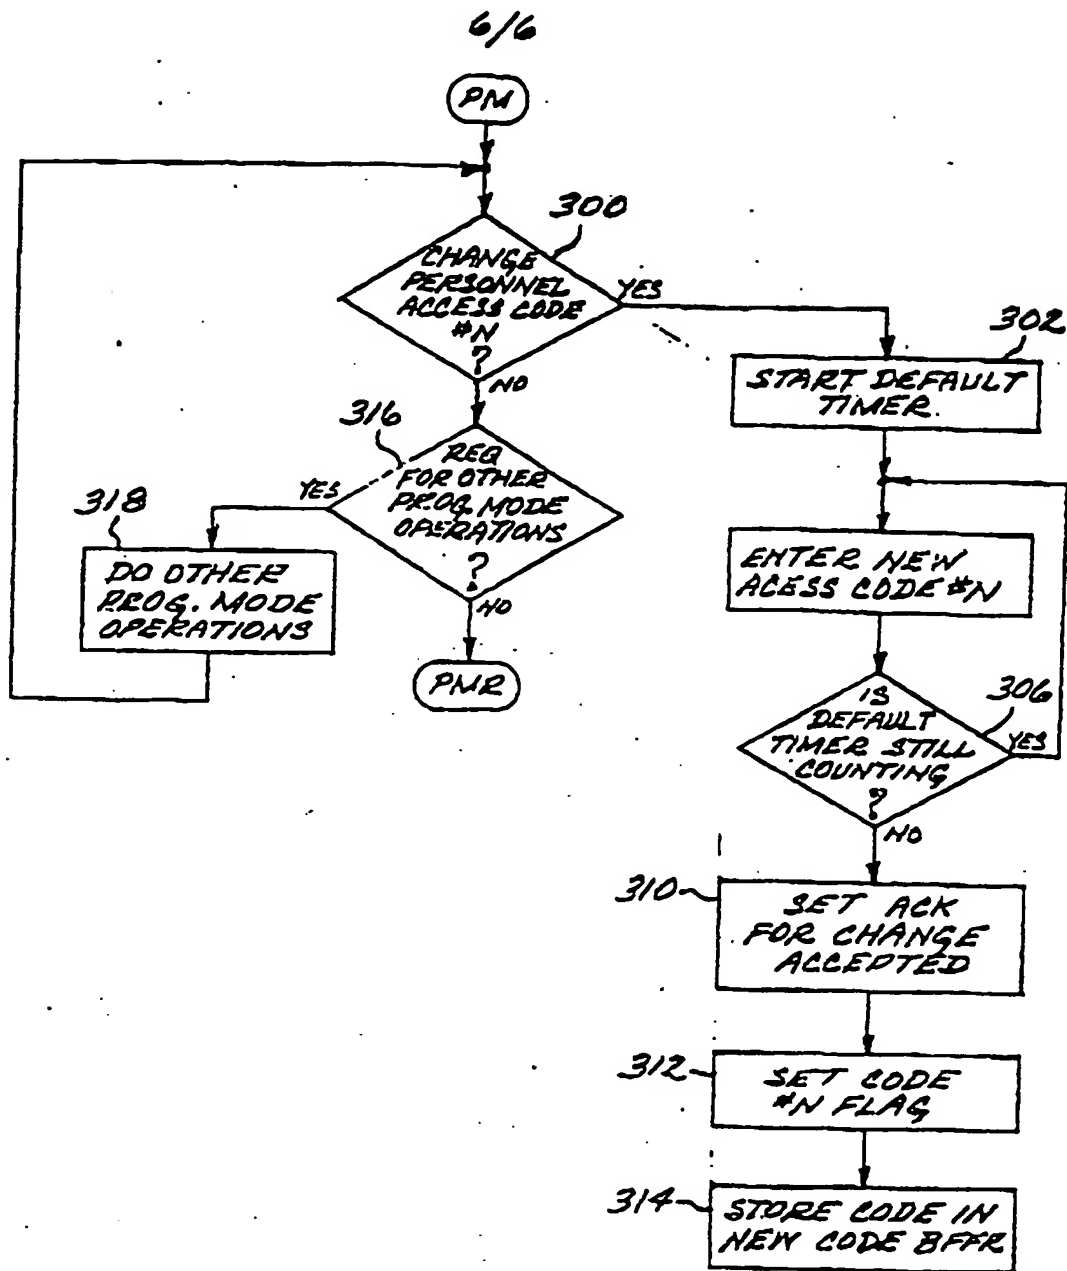 6/6
PM
300
CHANGE
PERSONNEL
ACCESS CODE
#N
?
YES
NO
302
START DEFAULT
TIMER.
316
REQ
FOR OTHER
PROG. MODE
OPERATIONS
?
YES
NO
318
DO OTHER
PROG. MODE
OPERATIONS
PMR
ENTER NEW
ACESS CODE #N
306
IS
DEFAULT
TIMER STILL
COUNTING
?
YES
NO
310
SET ACK
FOR CHANGE
ACCEPTED
312
SET CODE
#N FLAG
314
STORE CODE IN
NEW CODE BFFR